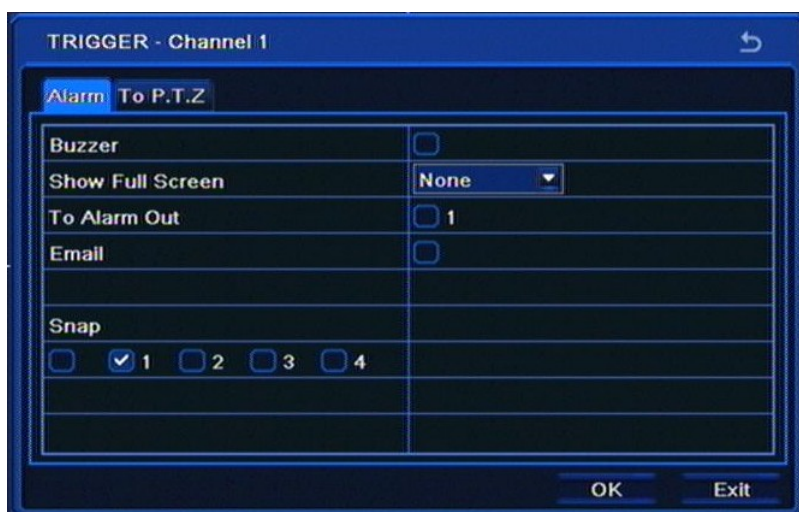 TRIGGER - Channel 1
Alarm To P.T.Z
Buzzer
Show Full Screen None
To Alarm Out 1
Email
Snap
1 2 3 4
OK Exit